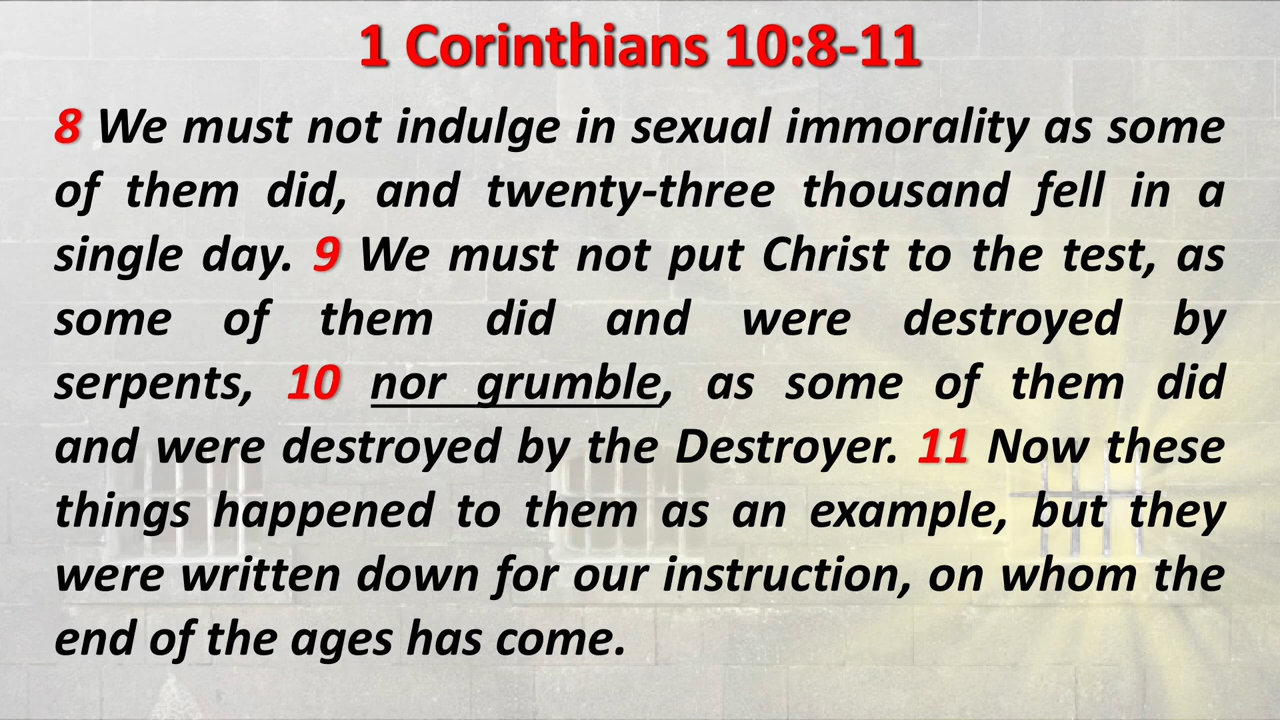 1 Corinthians 10:8-11
8 We must not indulge in sexual immorality as some
of them did, and twenty-three thousand fell in a
single day. 9 We must not put Christ to the test, as
some of them did and were destroyed by
serpents, 10 nor grumble, as some of them did
and were destroyed by the Destroyer. 11 Now these
things happened to them as an example, but they
were written down for our instruction, on whom the
end of the ages has come.